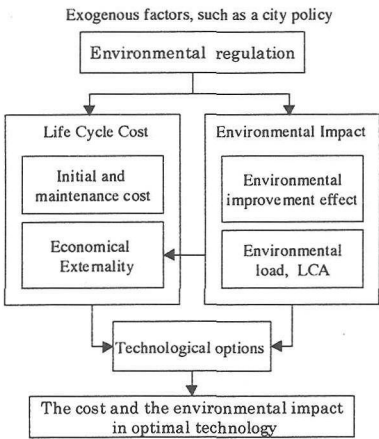 Exogenous factors, such as a city policy
Environmental regulation
Life Cycle Cost
Initial and
maintenance cost
Economical
Externality
Environmental Impact
Environmental
improvement effect
Environmental
load, LCA
Technological options
The cost and the environmental impact
in optimal technology